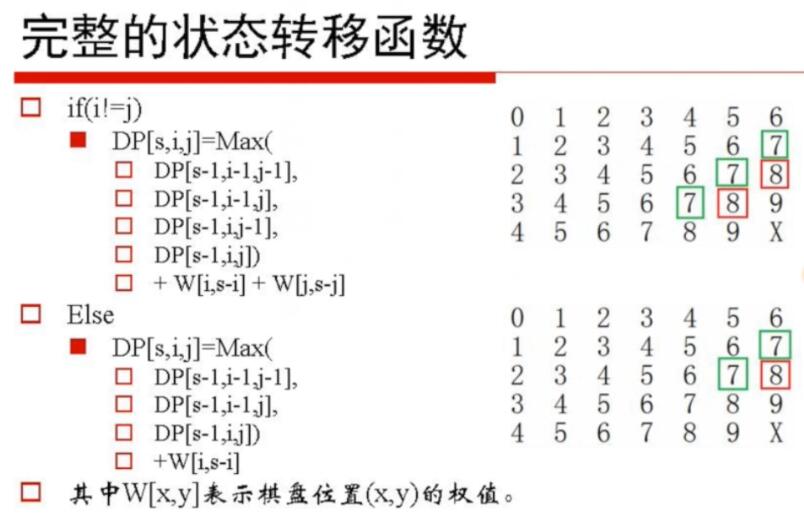 完整的状态转移函数
if(i!=j)
DP[s,i,j]=Max(
DP[s-1,i-1,j-1],
DP[s-1,i-1,j],
DP[s-1,i,j-1],
DP[s-1,i,j])
+ W[i,s-i] + W[j,s-j]
0 1 2 3 4 5 6
1 2 3 4 5 6 7
2 3 4 5 6 7 8
3 4 5 6 7 8 9
4 5 6 7 8 9 X
Else
DP[s,i,j]=Max(
DP[s-1,i-1,j-1],
DP[s-1,i-1,j],
DP[s-1,i,j])
+W[i,s-i]
0 1 2 3 4 5 6
1 2 3 4 5 6 7
2 3 4 5 6 7 8
3 4 5 6 7 8 9
4 5 6 7 8 9 X
其中W[x,y]表示棋盘位置(x,y)的权值。